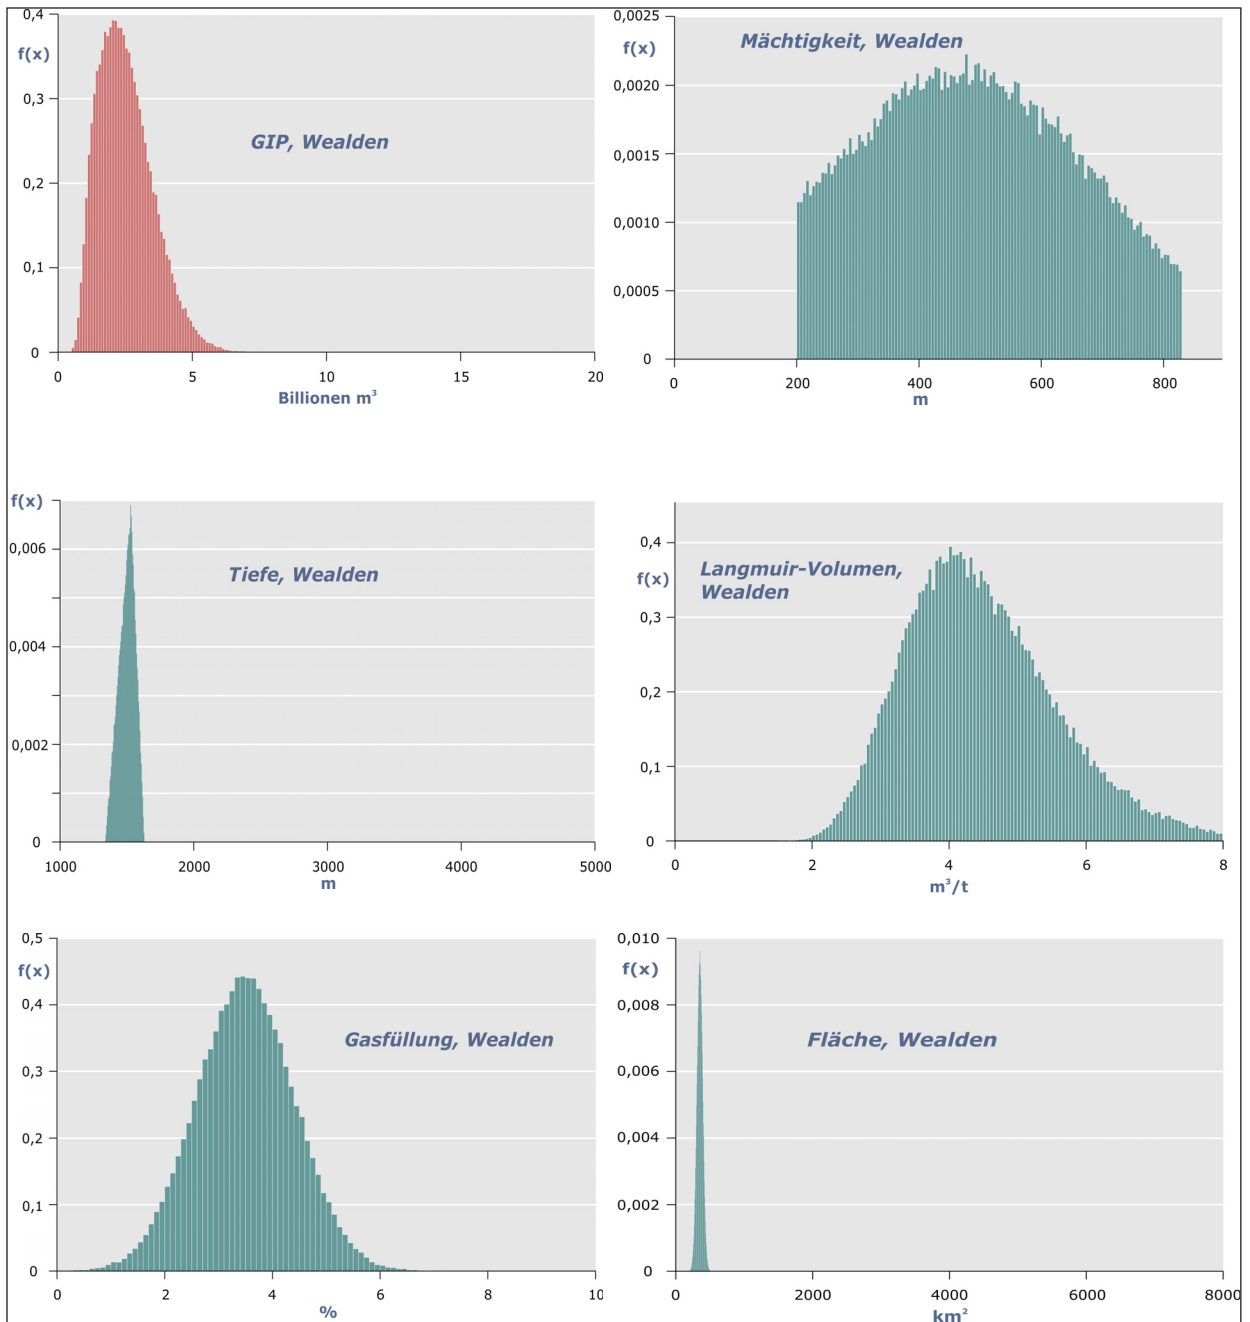 0,4
f(x)
0,3
0,2
0,1
0
GIP, Wealden
0 5 10 15 20
Billionen m³
0,0025
f(x)
0,0020
0,0015
0,0010
0,0005
0
Mächtigkeit, Wealden
0 200 400 600 800
m
f(x)
0,006
0,004
0,002
0
Tiefe, Wealden
1000 2000 3000 4000 5000
m
0,4
f(x)
0,3
0,2
0,1
0
Langmuir-Volumen,
Wealden
0 2 4 6 8
m³/t
0,5
f(x)
0,4
0,3
0,2
0,1
0
Gasfüllung, Wealden
0 2 4 6 8 10
%
0,010
f(x)
0,008
0,006
0,004
0,002
0
Fläche, Wealden
0 2000 4000 6000 8000
km²